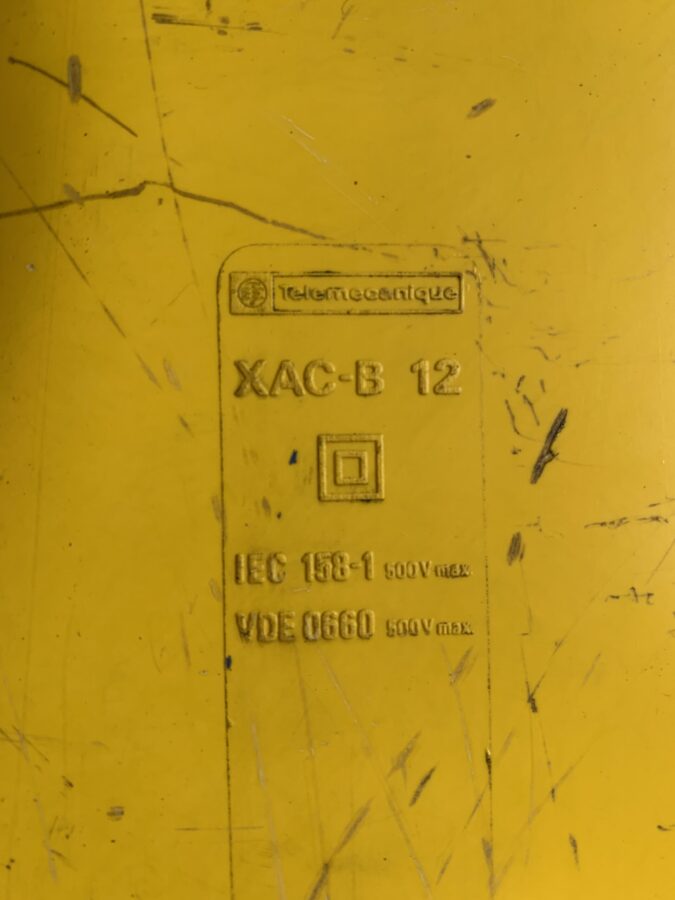 Telemecanique
XAC-B 12
IEC 158-1 500V max.
VDE 0660 500V max.